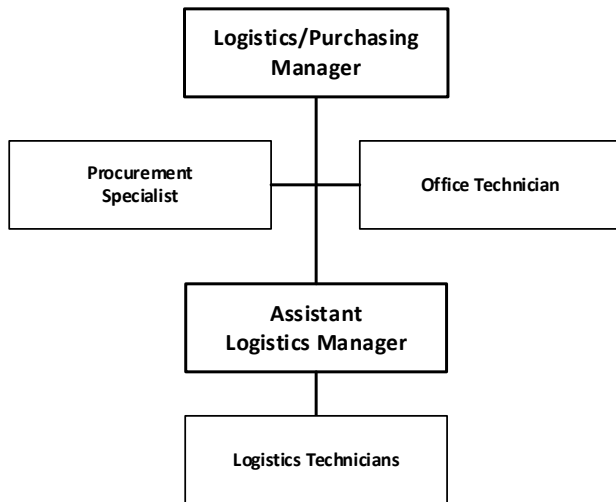 Logistics/Purchasing
Manager
Procurement
Specialist
Office Technician
Assistant
Logistics Manager
Logistics Technicians